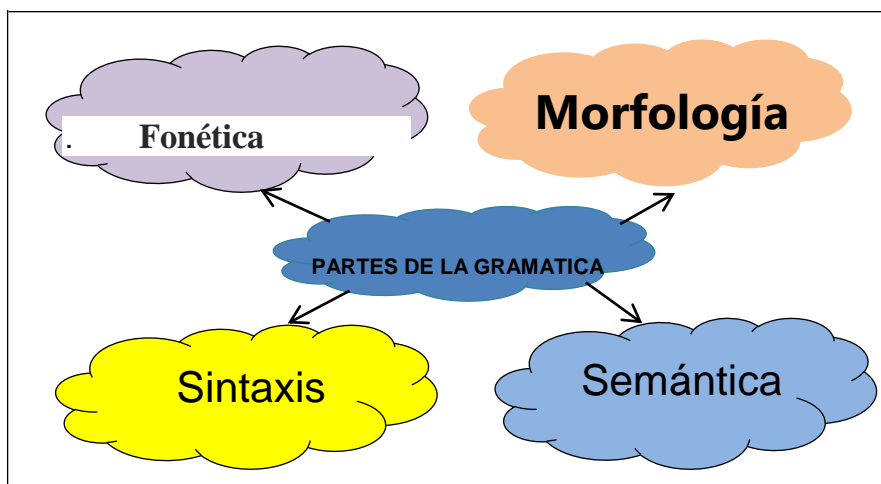 . Fonética
Morfología
PARTES DE LA GRAMATICA
Sintaxis
Semántica